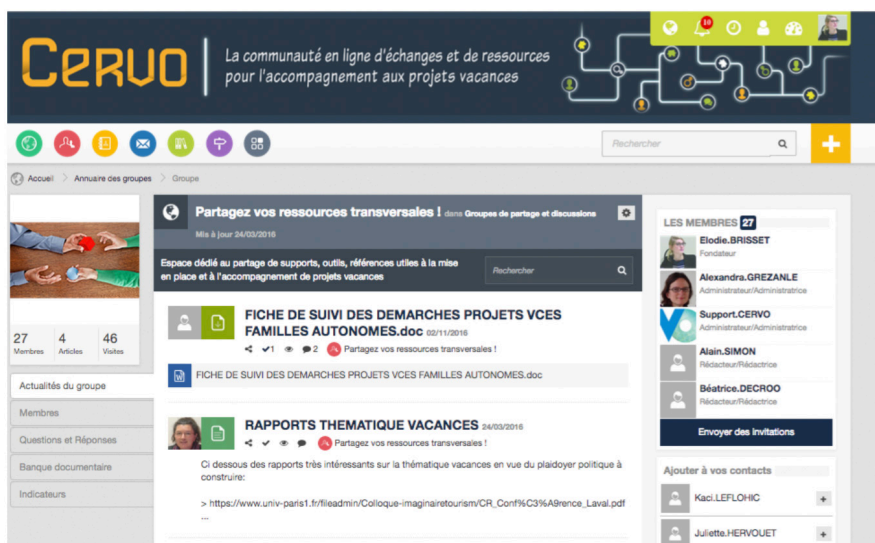 CERVO
La communauté en ligne d'échanges et de ressources
pour l'accompagnement aux projets vacances
10
Rechercher
+
Accueil > Annuaire des groupes > Groupe
27 4 46
Membres Articles Visites
Actualités du groupe
Membres
Questions et Réponses
Banque documentaire
Indicateurs
Partagez vos ressources transversales ! dans Groupes de partage et discussions
Mis à jour 24/03/2016
Espace dédié au partage de supports, outils, références utiles à la mise
en place et à l'accompagnement de projets vacances
Rechercher
FICHE DE SUIVI DES DEMARCHES PROJETS VCES
FAMILLES AUTONOMES.doc 02/11/2016
1 2 Partagez vos ressources transversales !
FICHE DE SUIVI DES DEMARCHES PROJETS VCES FAMILLES AUTONOMES.doc
RAPPORTS THEMATIQUE VACANCES 24/03/2016
Partagez vos ressources transversales !
Ci dessous des rapports très intéressants sur la thématique vacances en vue du plaidoyer politique à
construire:
> https://www.univ-paris1.fr/fileadmin/Colloque-imaginairetourism/CR_Conf%C3%A9rence_Laval.pdf
...
LES MEMBRES 27
Elodie.BRISSET
Fondateur
Alexandra.GREZANLE
Administrateur/Administratrice
Support.CERVO
Administrateur/Administratrice
Alain.SIMON
Rédacteur/Rédactrice
Béatrice.DECROO
Rédacteur/Rédactrice
Envoyer des invitations
Ajouter à vos contacts
Kaci.LEFLOHIC +
Juliette.HERVOUET +